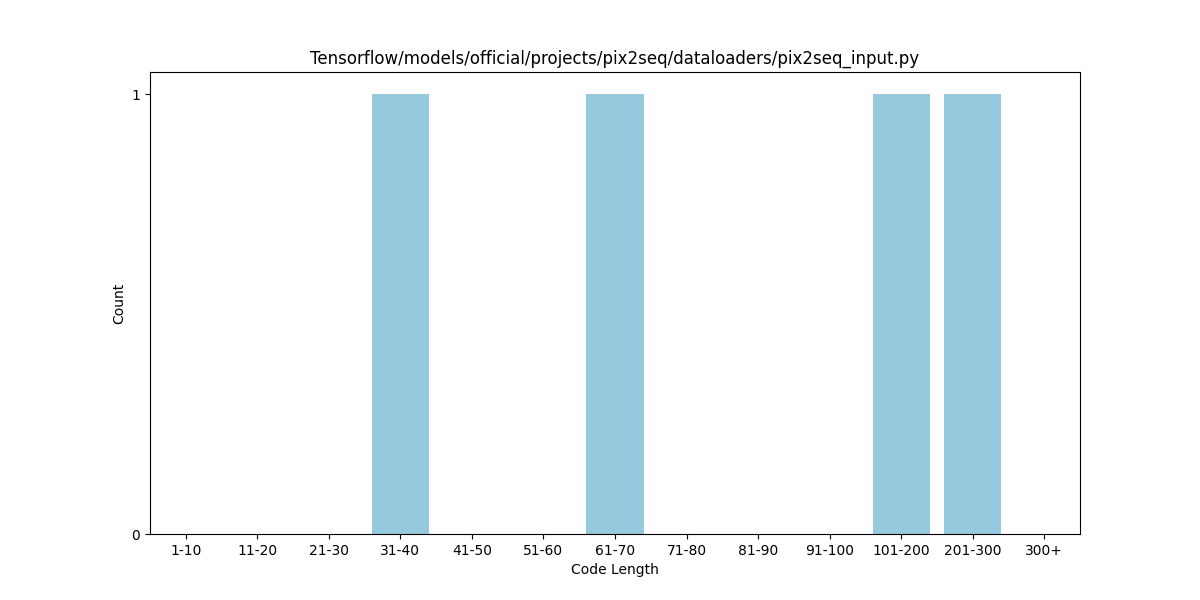 Tensorflow/models/official/projects/pix2seq/dataloaders/pix2seq_input.py
1
Count
0
1-10 11-20 21-30 31-40 41-50 51-60 61-70 71-80 81-90 91-100 101-200 201-300 300+
Code Length